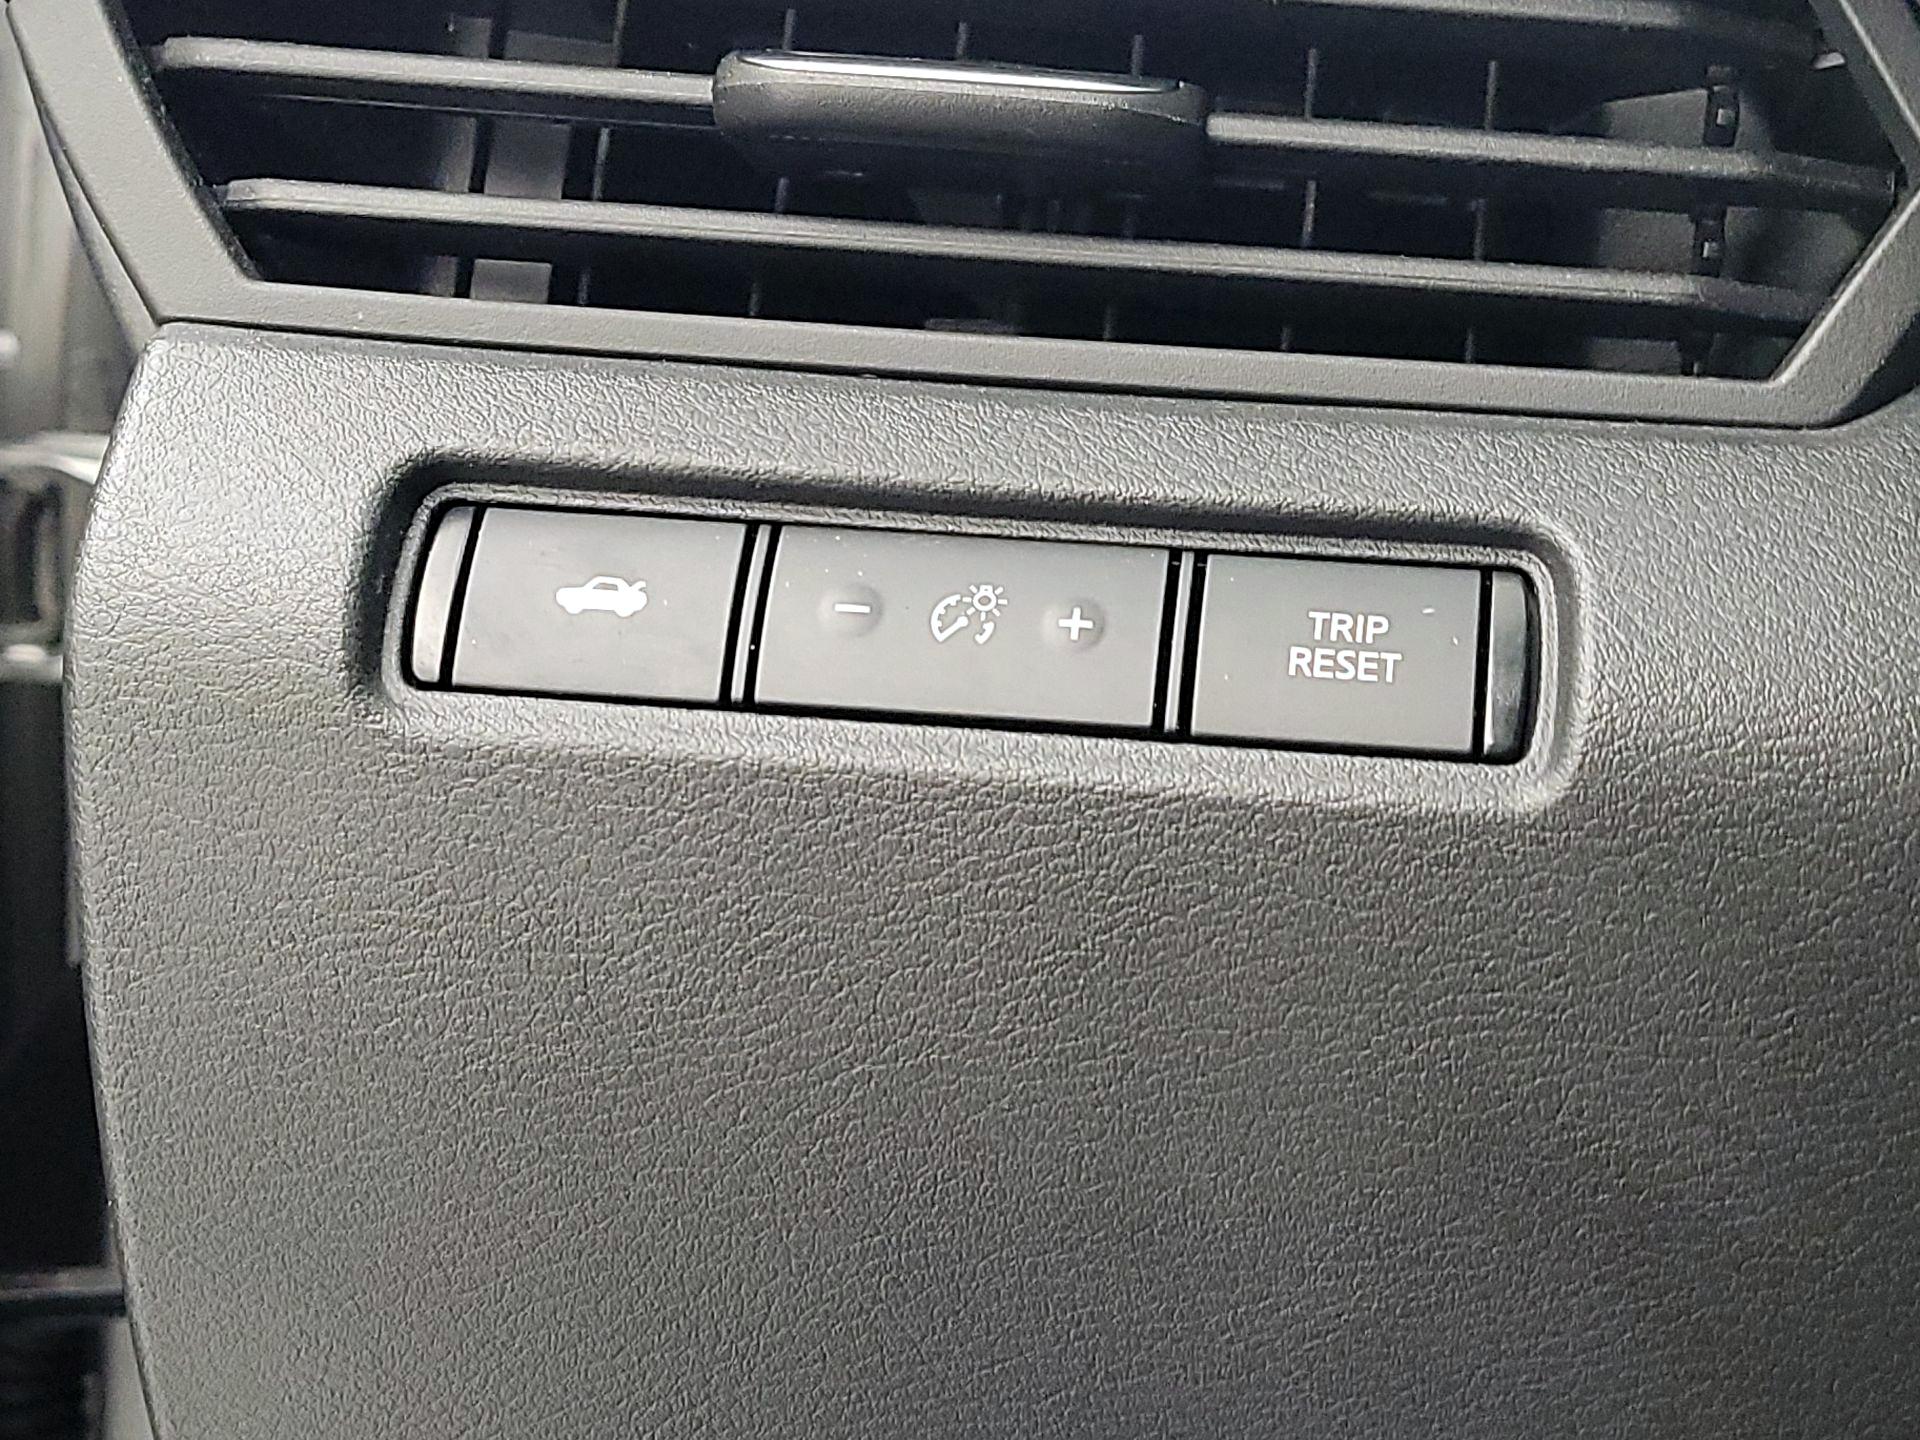 - +
TRIP
RESET